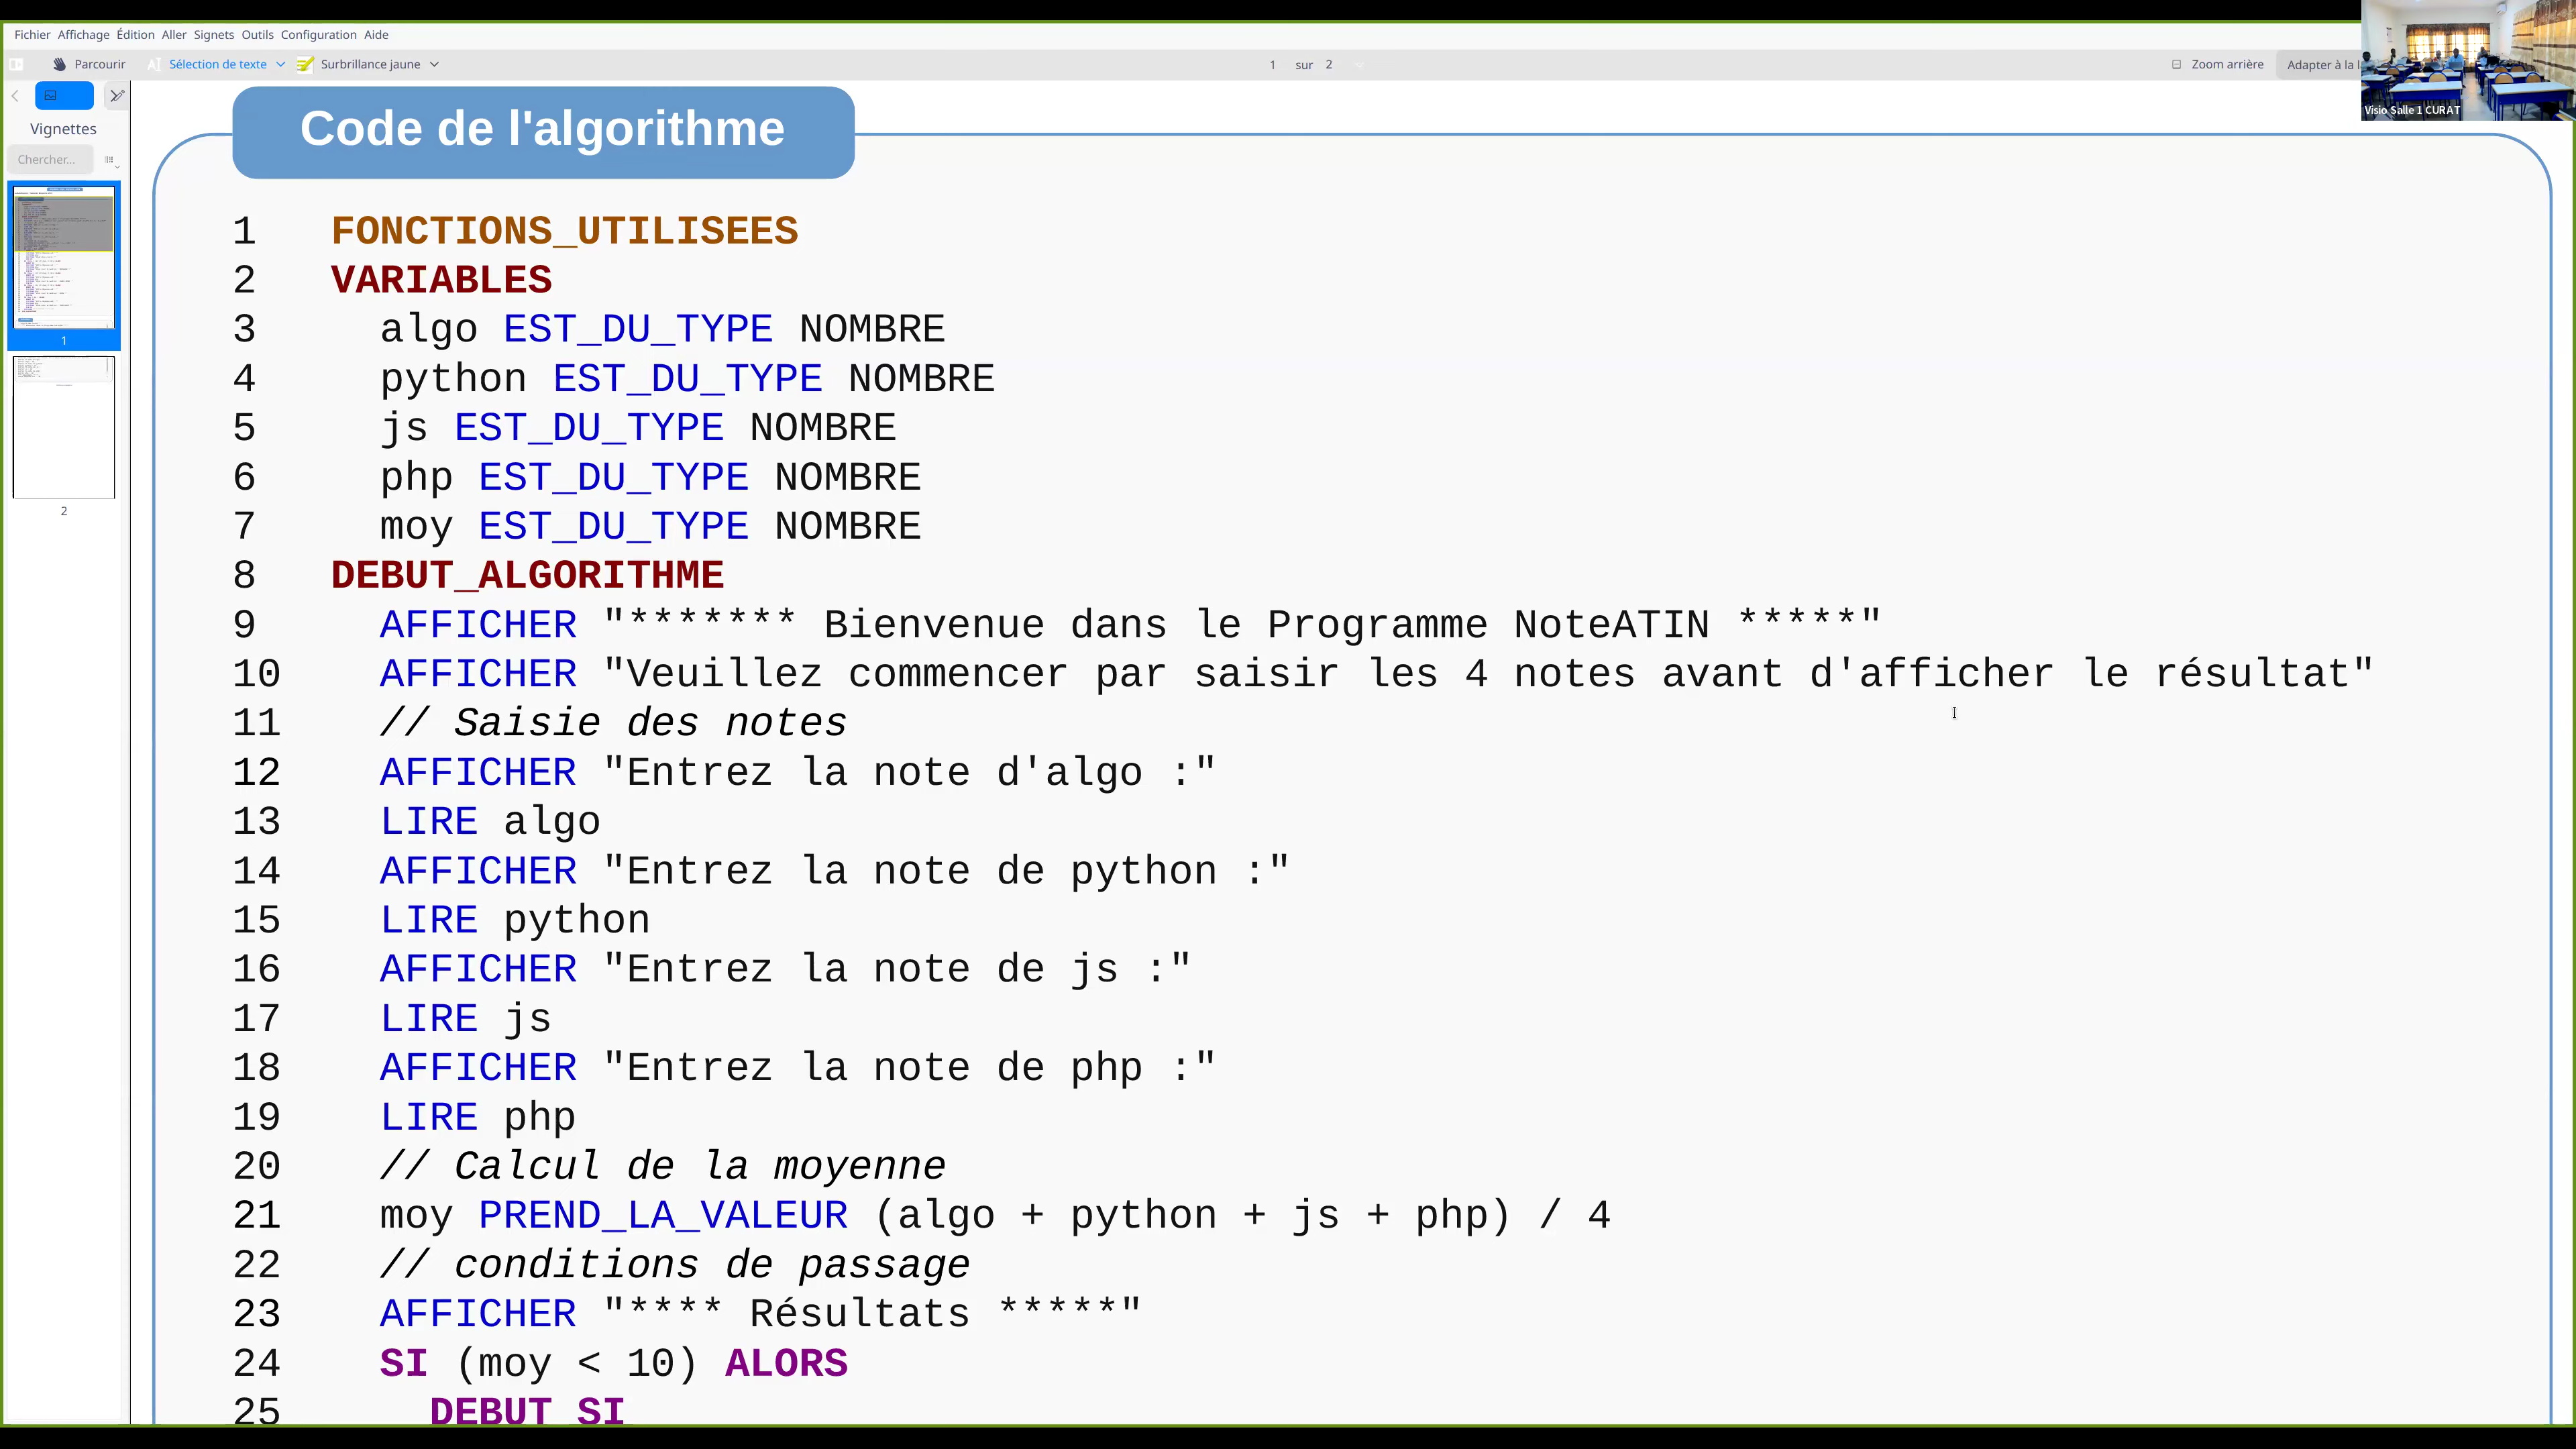 Fichier Affichage Édition Aller Signets Outils Configuration Aide
Parcourir Sélection de texte Surbrillance jaune 1 sur 2 Zoom arrière Adapter à la l
Visio Salle 1 CURAT
Vignettes
Chercher...
1
2
Code de l'algorithme
1 FONCTIONS_UTILISEES
2 VARIABLES
3 algo EST_DU_TYPE NOMBRE
4 python EST_DU_TYPE NOMBRE
5 js EST_DU_TYPE NOMBRE
6 php EST_DU_TYPE NOMBRE
7 moy EST_DU_TYPE NOMBRE
8 DEBUT_ALGORITHME
9 AFFICHER "******* Bienvenue dans le Programme NoteATIN *****"
10 AFFICHER "Veuillez commencer par saisir les 4 notes avant d'afficher le résultat"
11 // Saisie des notes
12 AFFICHER "Entrez la note d'algo :"
13 LIRE algo
14 AFFICHER "Entrez la note de python :"
15 LIRE python
16 AFFICHER "Entrez la note de js :"
17 LIRE js
18 AFFICHER "Entrez la note de php :"
19 LIRE php
20 // Calcul de la moyenne
21 moy PREND_LA_VALEUR (algo + python + js + php) / 4
22 // conditions de passage
23 AFFICHER "**** Résultats *****"
24 SI (moy < 10) ALORS
25 DEBUT_SI